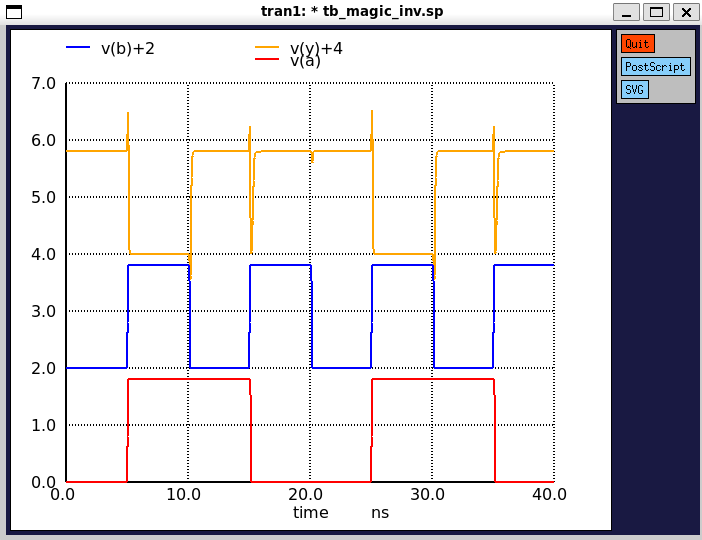 tran1: * tb_magic_inv.sp
v(b)+2
v(y)+4
v(a)
Quit
PostScript
SVG
7.0
6.0
5.0
4.0
3.0
2.0
1.0
0.0
0.0 10.0 20.0 30.0 40.0
time ns